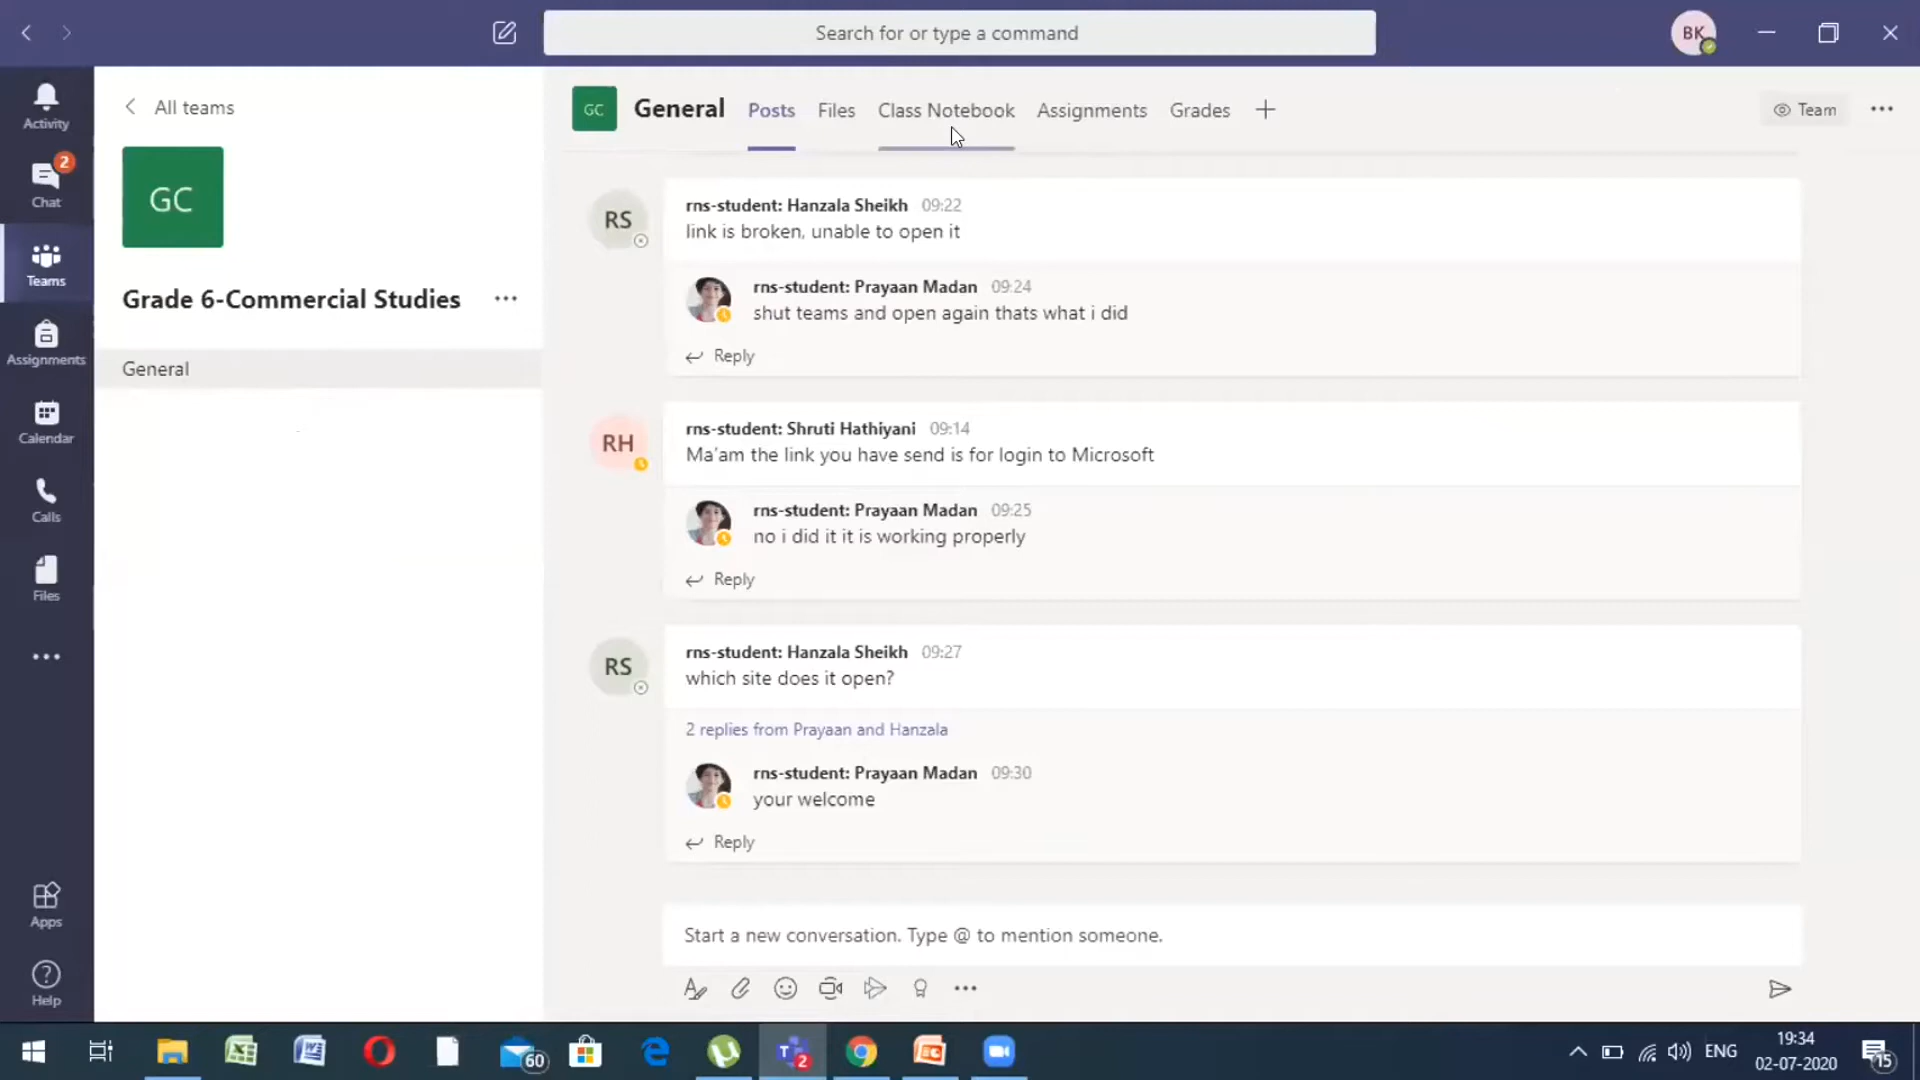 Search for or type a command
BK
Activity
Chat
2
Teams
Assignments
Calendar
Calls
Files
Apps
Help
All teams
GC
Grade 6-Commercial Studies
General
GC
General
Posts
Files
Class Notebook
Assignments
Grades
Team
RS
rns-student: Hanzala Sheikh 09:22
link is broken, unable to open it
rns-student: Prayaan Madan 09:24
shut teams and open again thats what i did
Reply
RH
rns-student: Shruti Hathiyani 09:14
Ma'am the link you have send is for login to Microsoft
rns-student: Prayaan Madan 09:25
no i did it it is working properly
Reply
RS
rns-student: Hanzala Sheikh 09:27
which site does it open?
2 replies from Prayaan and Hanzala
rns-student: Prayaan Madan 09:30
your welcome
Reply
Start a new conversation. Type @ to mention someone.
60
2
ENG
19:34
02-07-2020
15